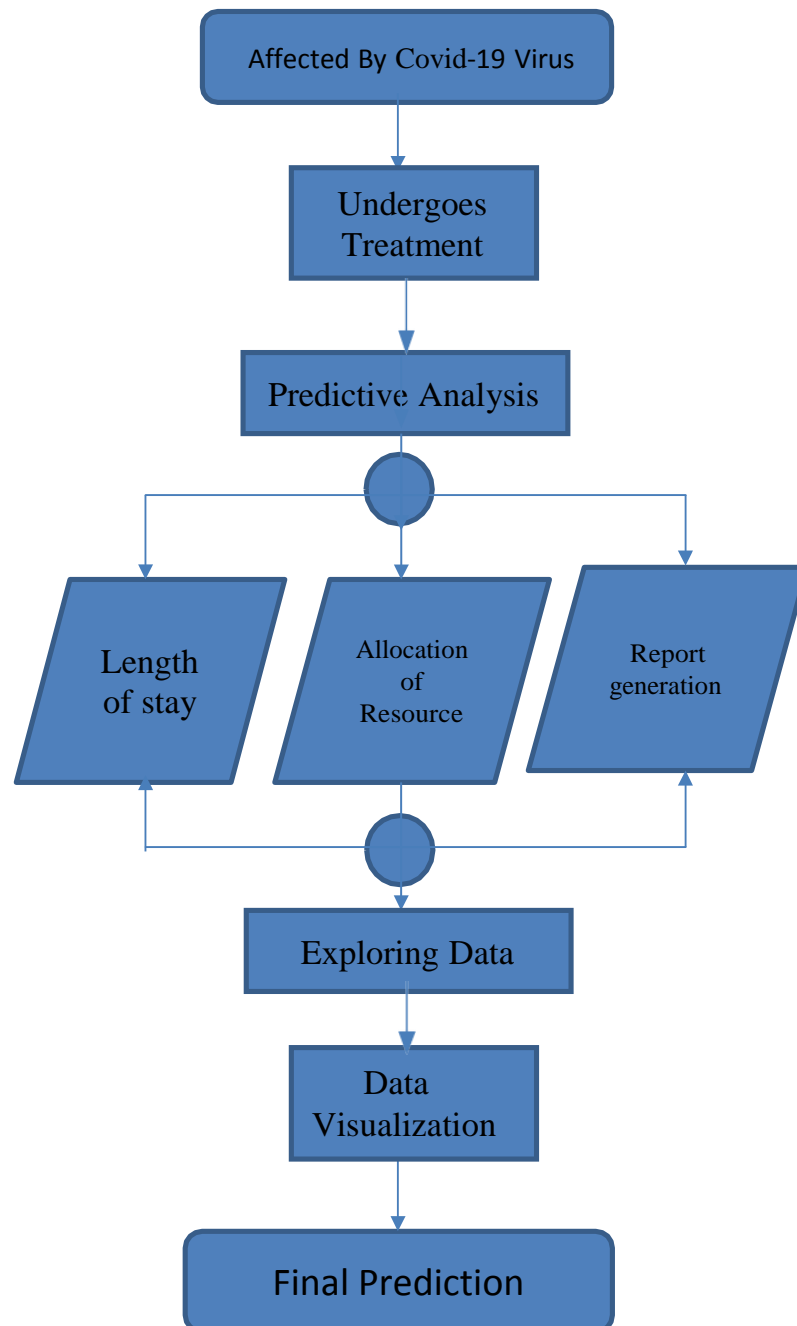 Affected By Covid-19 Virus
Undergoes
Treatment
Predictive Analysis
Length
of stay
Allocation
of
Resource
Report
generation
Exploring Data
Data
Visualization
Final Prediction